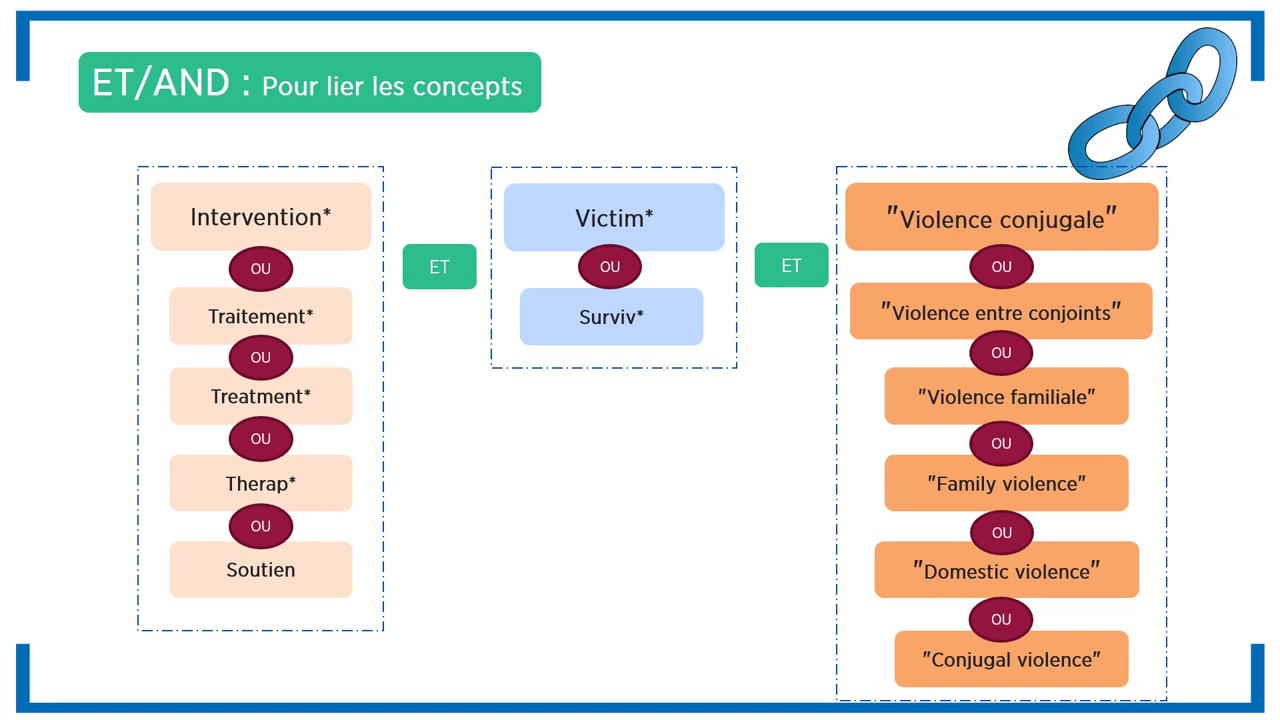 ET/AND : Pour lier les concepts
Intervention*
OU
Traitement*
OU
Treatment*
OU
Therap*
OU
Soutien
ET
Victim*
OU
Surviv*
ET
"Violence conjugale"
OU
"Violence entre conjoints"
OU
"Violence familiale"
OU
"Family violence"
OU
"Domestic violence"
OU
"Conjugal violence"